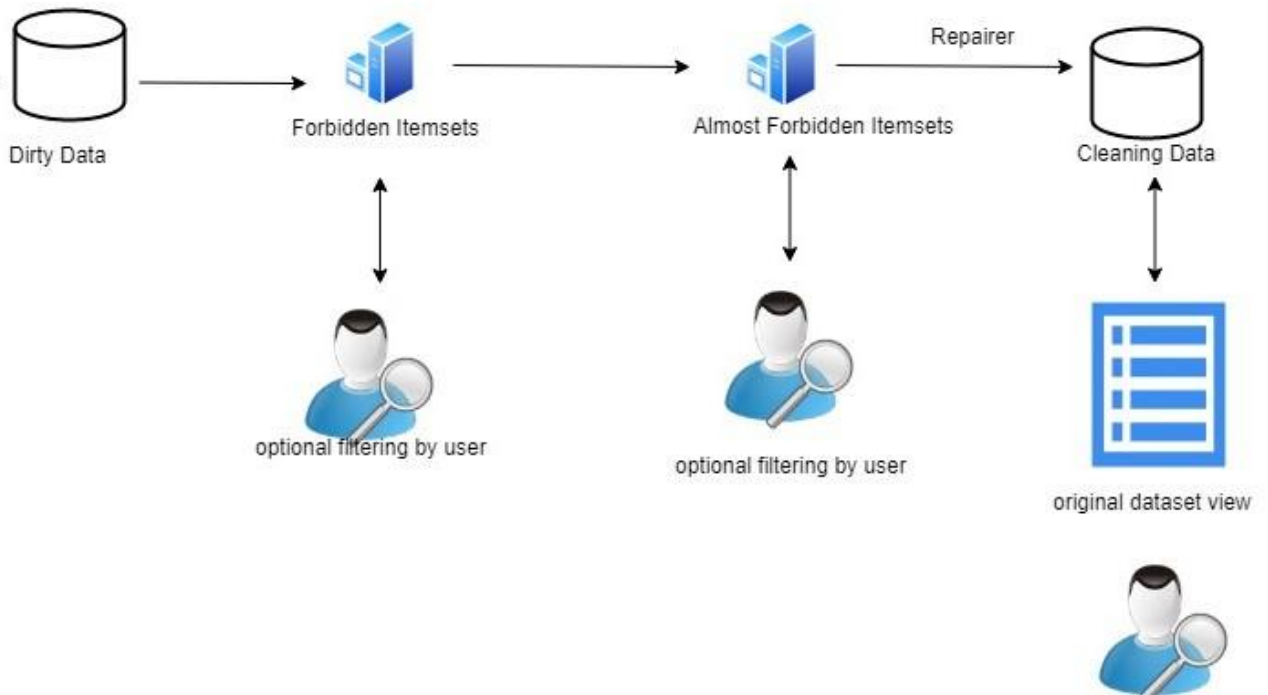 Repairer
Forbidden Itemsets
Almost Forbidden Itemsets
Dirty Data
Cleaning Data
optional filtering by user
optional filtering by user
original dataset view